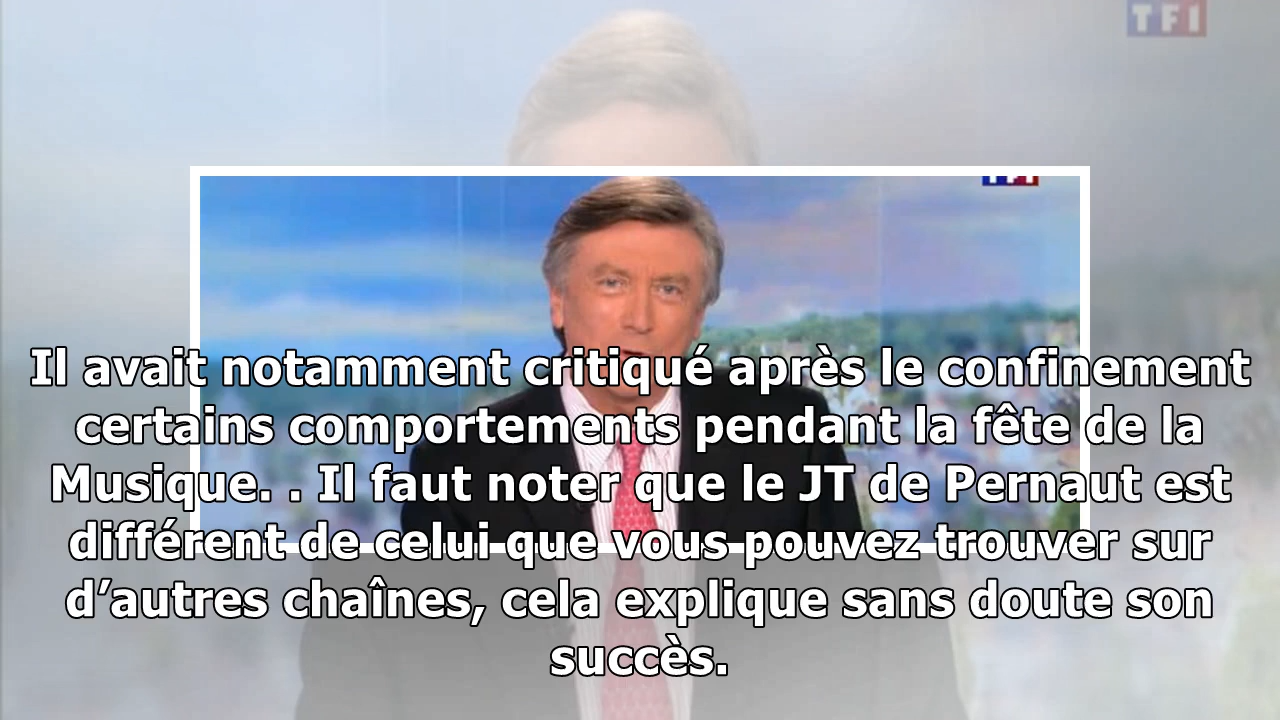 TF1
TF1
Il avait notamment critiqué après le confinement
certains comportements pendant la fête de la
Musique. . Il faut noter que le JT de Pernaut est
différent de celui que vous pouvez trouver sur
d’autres chaînes, cela explique sans doute son
succès.